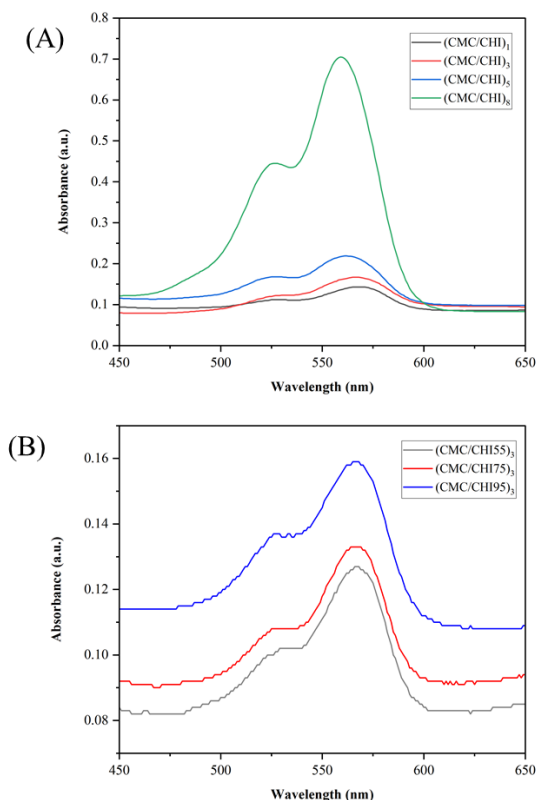 (A)
0.8
0.7
0.6
0.5
0.4
0.3
0.2
0.1
0.0
Absorbance (a.u.)
(CMC/CHI)₁
(CMC/CHI)₃
(CMC/CHI)₅
(CMC/CHI)₈
450 500 550 600 650
Wavelength (nm)
(B)
0.16
0.14
0.12
0.10
0.08
Absorbance (a.u.)
(CMC/CHI55)₃
(CMC/CHI75)₃
(CMC/CHI95)₃
450 500 550 600 650
Wavelength (nm)